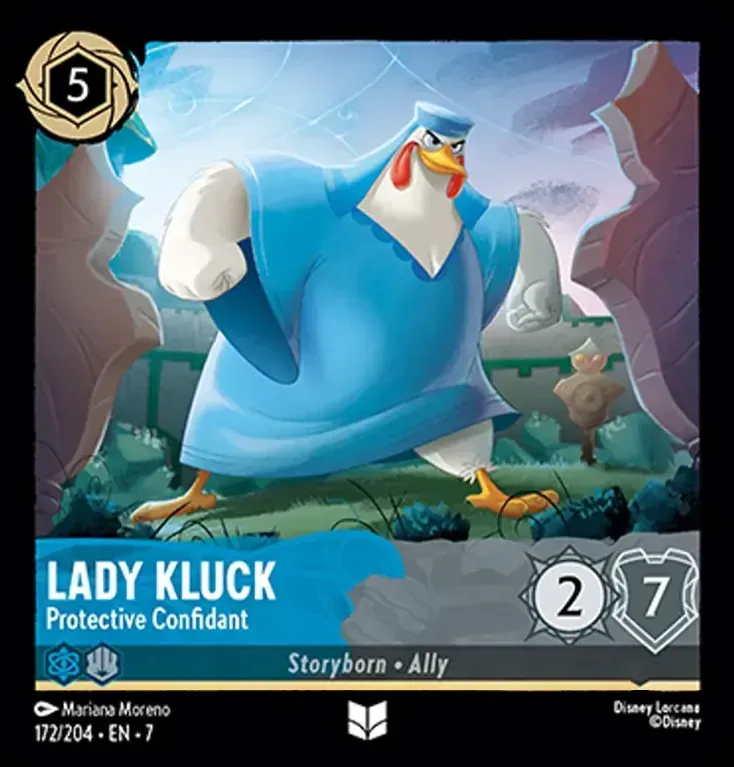 5
LADY KLUCK
Protective Confidant
2
7
Storyborn • Ally
Mariana Moreno
172/204 • EN • 7
Disney Lorcana
©Disney